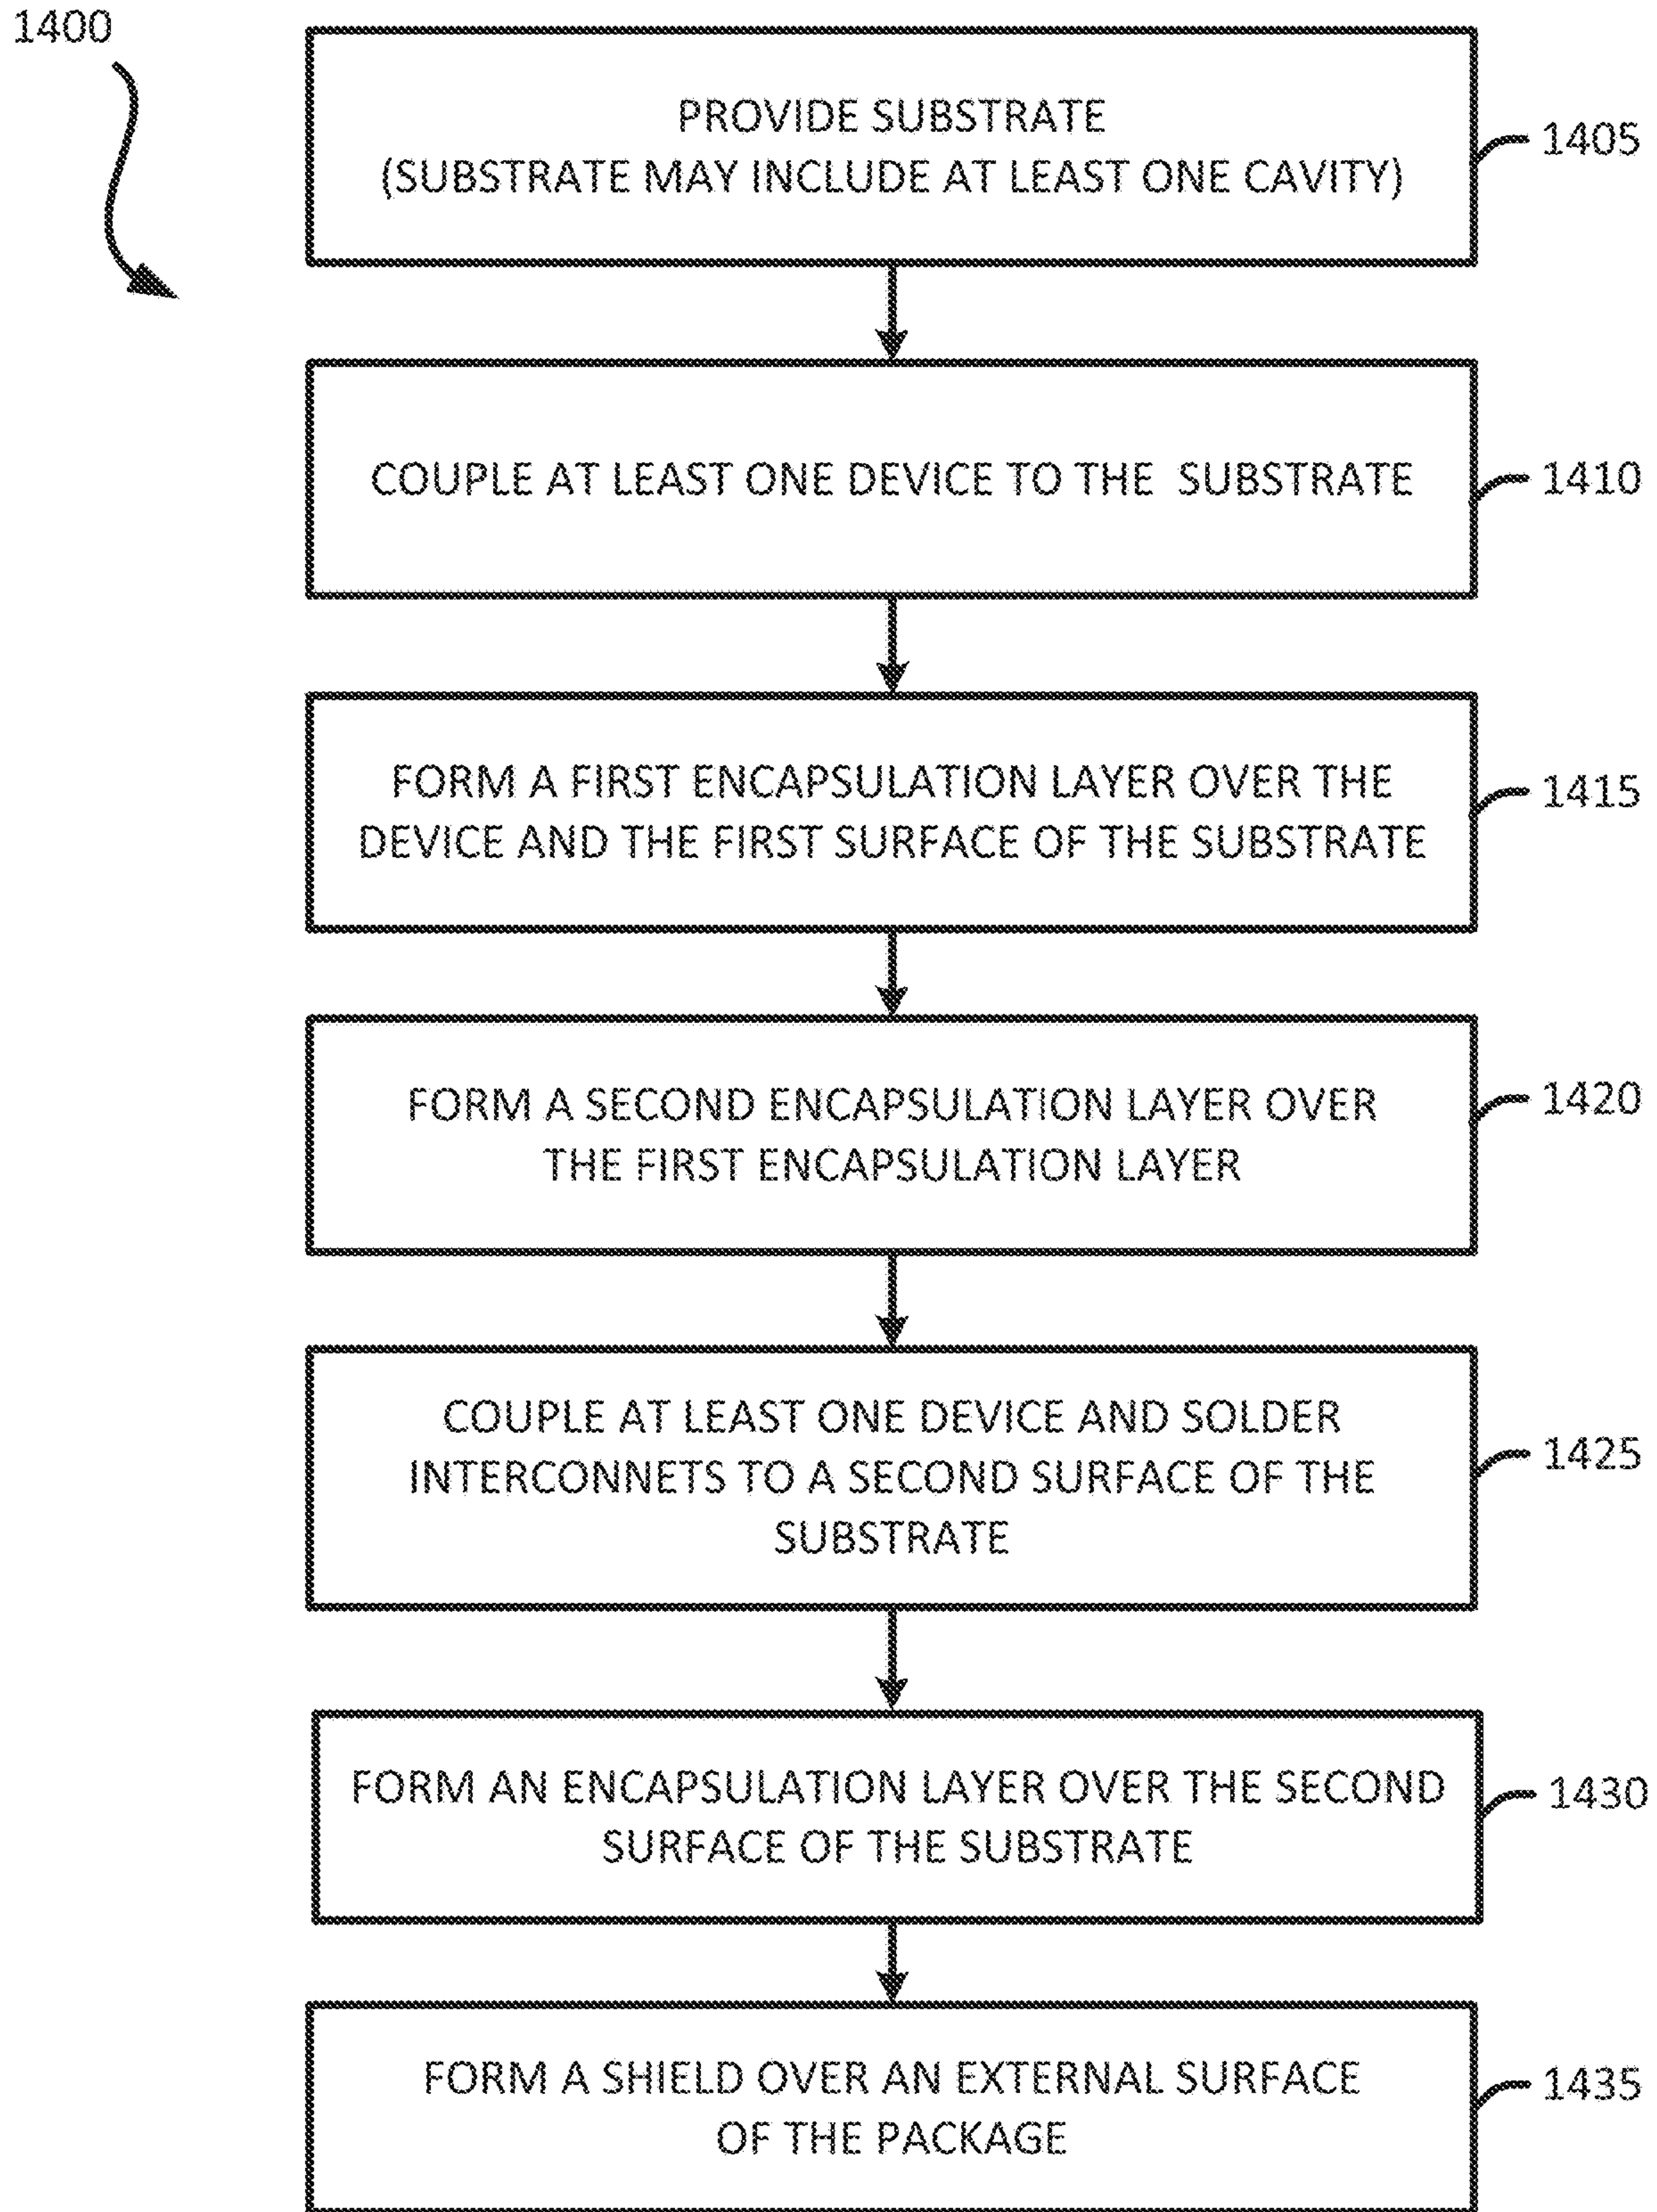 1400
PROVIDE SUBSTRATE
(SUBSTRATE MAY INCLUDE AT LEAST ONE CAVITY)
1405
COUPLE AT LEAST ONE DEVICE TO THE SUBSTRATE
1410
FORM A FIRST ENCAPSULATION LAYER OVER THE
DEVICE AND THE FIRST SURFACE OF THE SUBSTRATE
1415
FORM A SECOND ENCAPSULATION LAYER OVER
THE FIRST ENCAPSULATION LAYER
1420
COUPLE AT LEAST ONE DEVICE AND SOLDER
INTERCONNETS TO A SECOND SURFACE OF THE
SUBSTRATE
1425
FORM AN ENCAPSULATION LAYER OVER THE SECOND
SURFACE OF THE SUBSTRATE
1430
FORM A SHIELD OVER AN EXTERNAL SURFACE
OF THE PACKAGE
1435